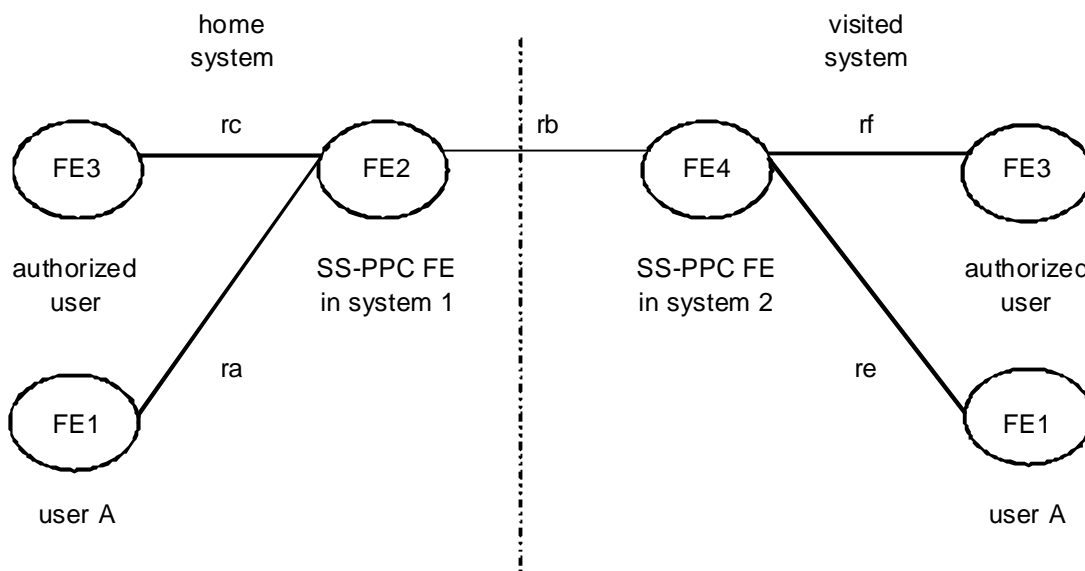 home
system
visited
system
rc
rb
rf
FE3
FE2
FE4
FE3
authorized
user
SS-PPC FE
in system 1
SS-PPC FE
in system 2
authorized
user
ra
re
FE1
FE1
user A
user A